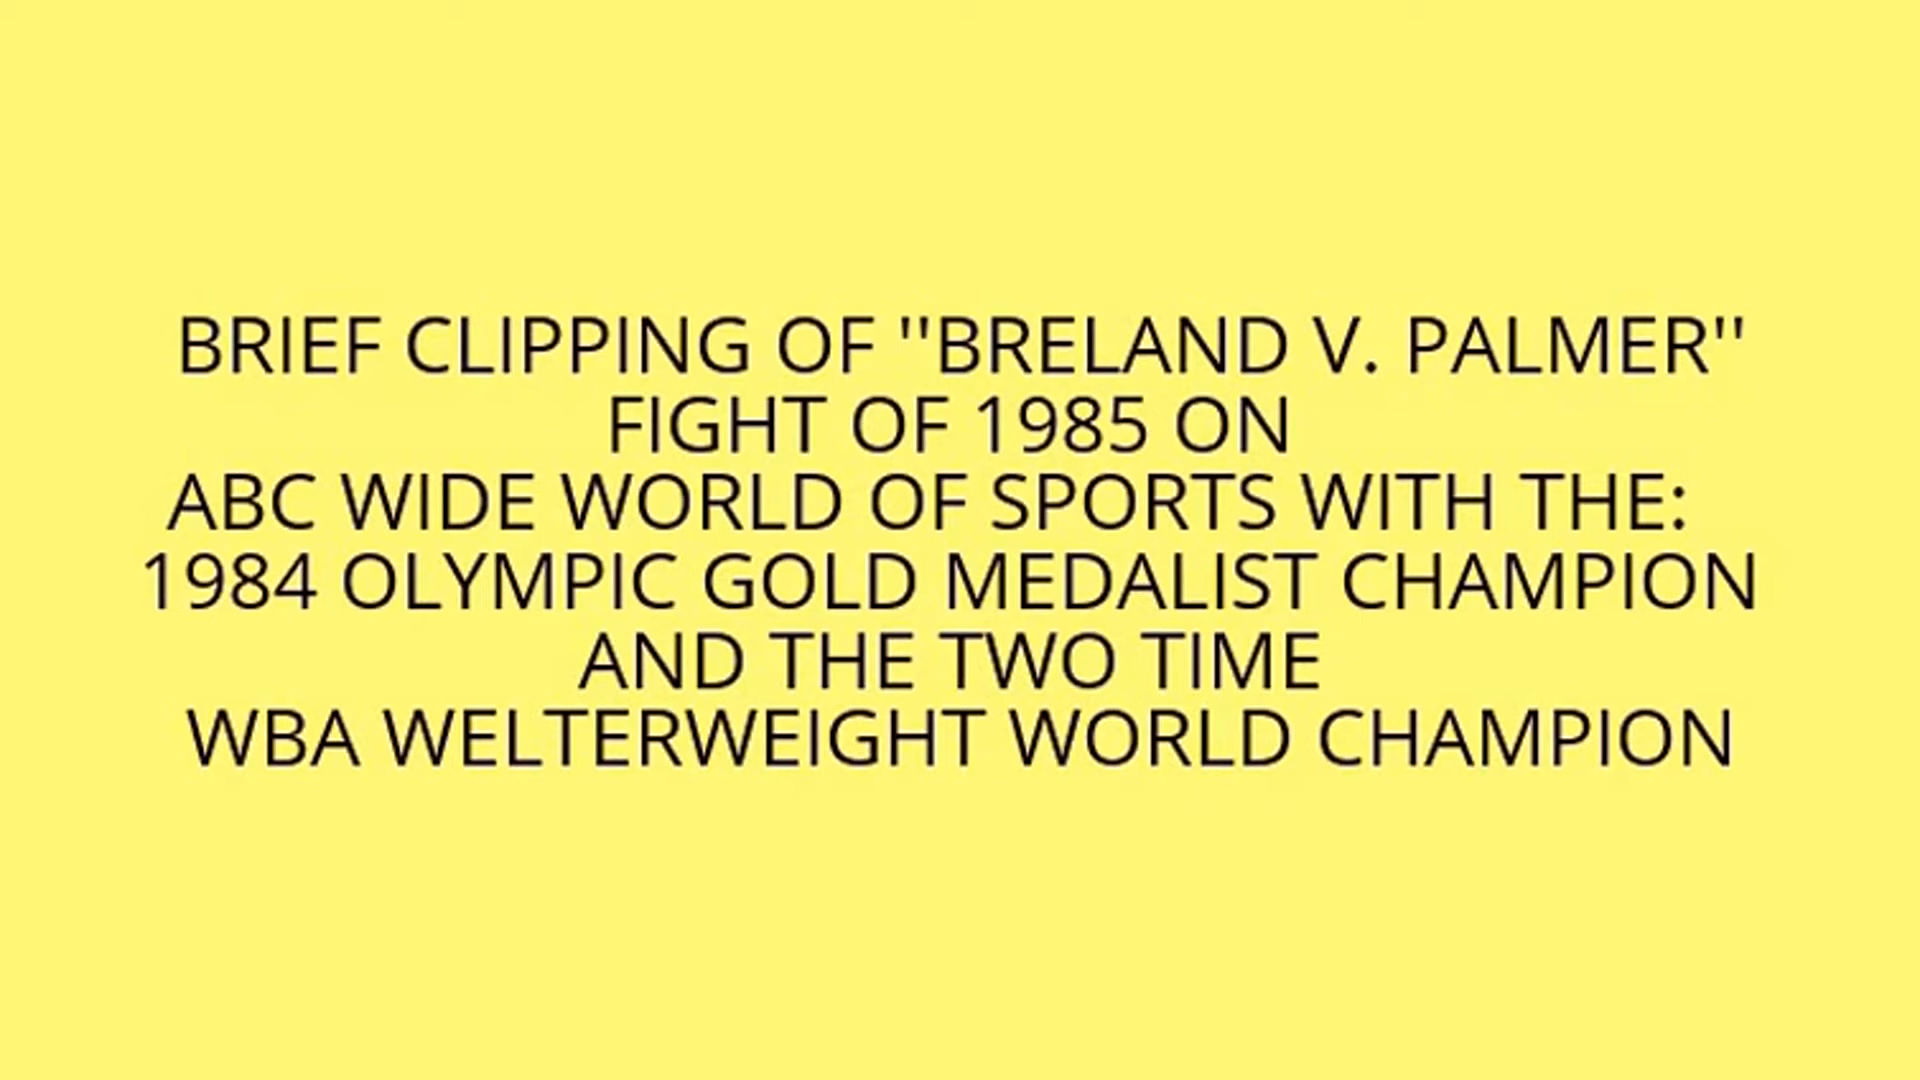 BRIEF CLIPPING OF "BRELAND V. PALMER"
FIGHT OF 1985 ON
ABC WIDE WORLD OF SPORTS WITH THE:
1984 OLYMPIC GOLD MEDALIST CHAMPION
AND THE TWO TIME
WBA WELTERWEIGHT WORLD CHAMPION